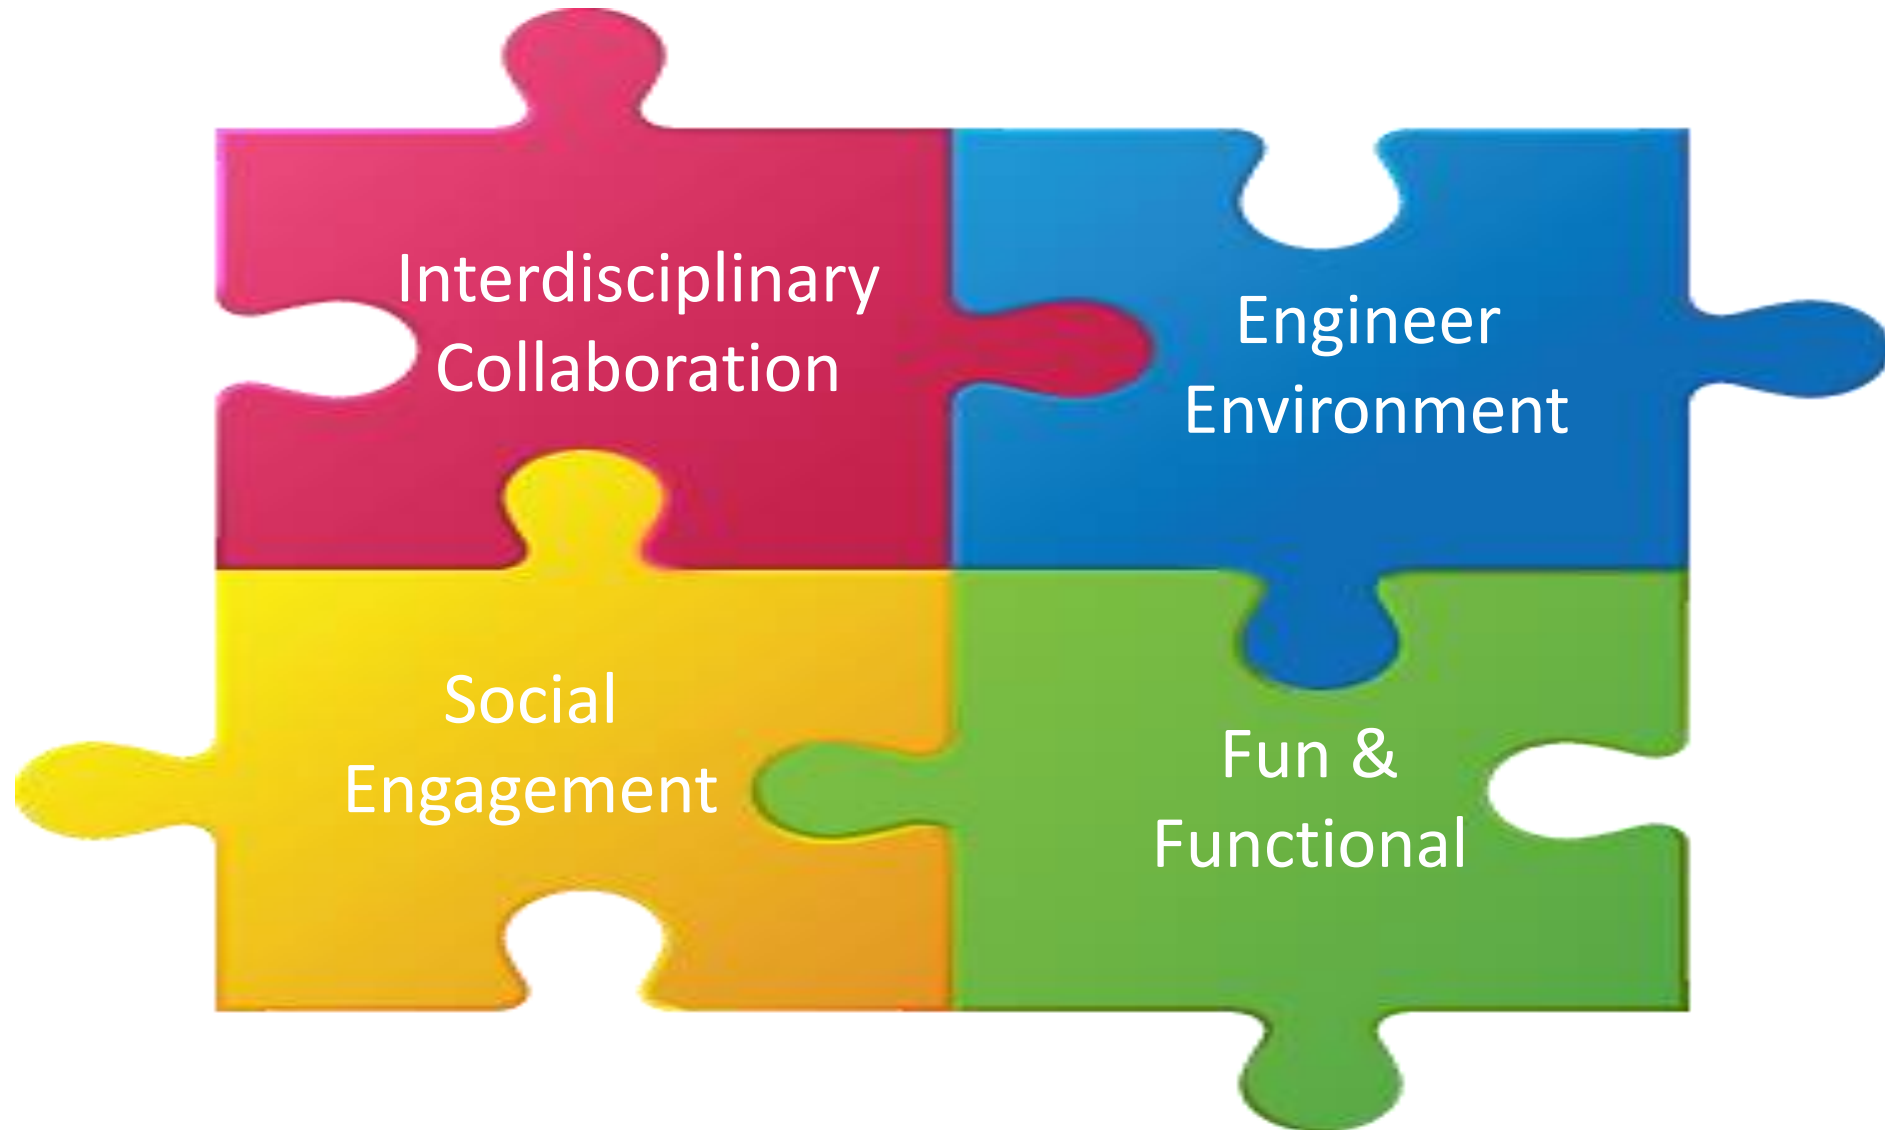 Interdisciplinary
Collaboration
Engineer
Environment
Social
Engagement
Fun &
Functional